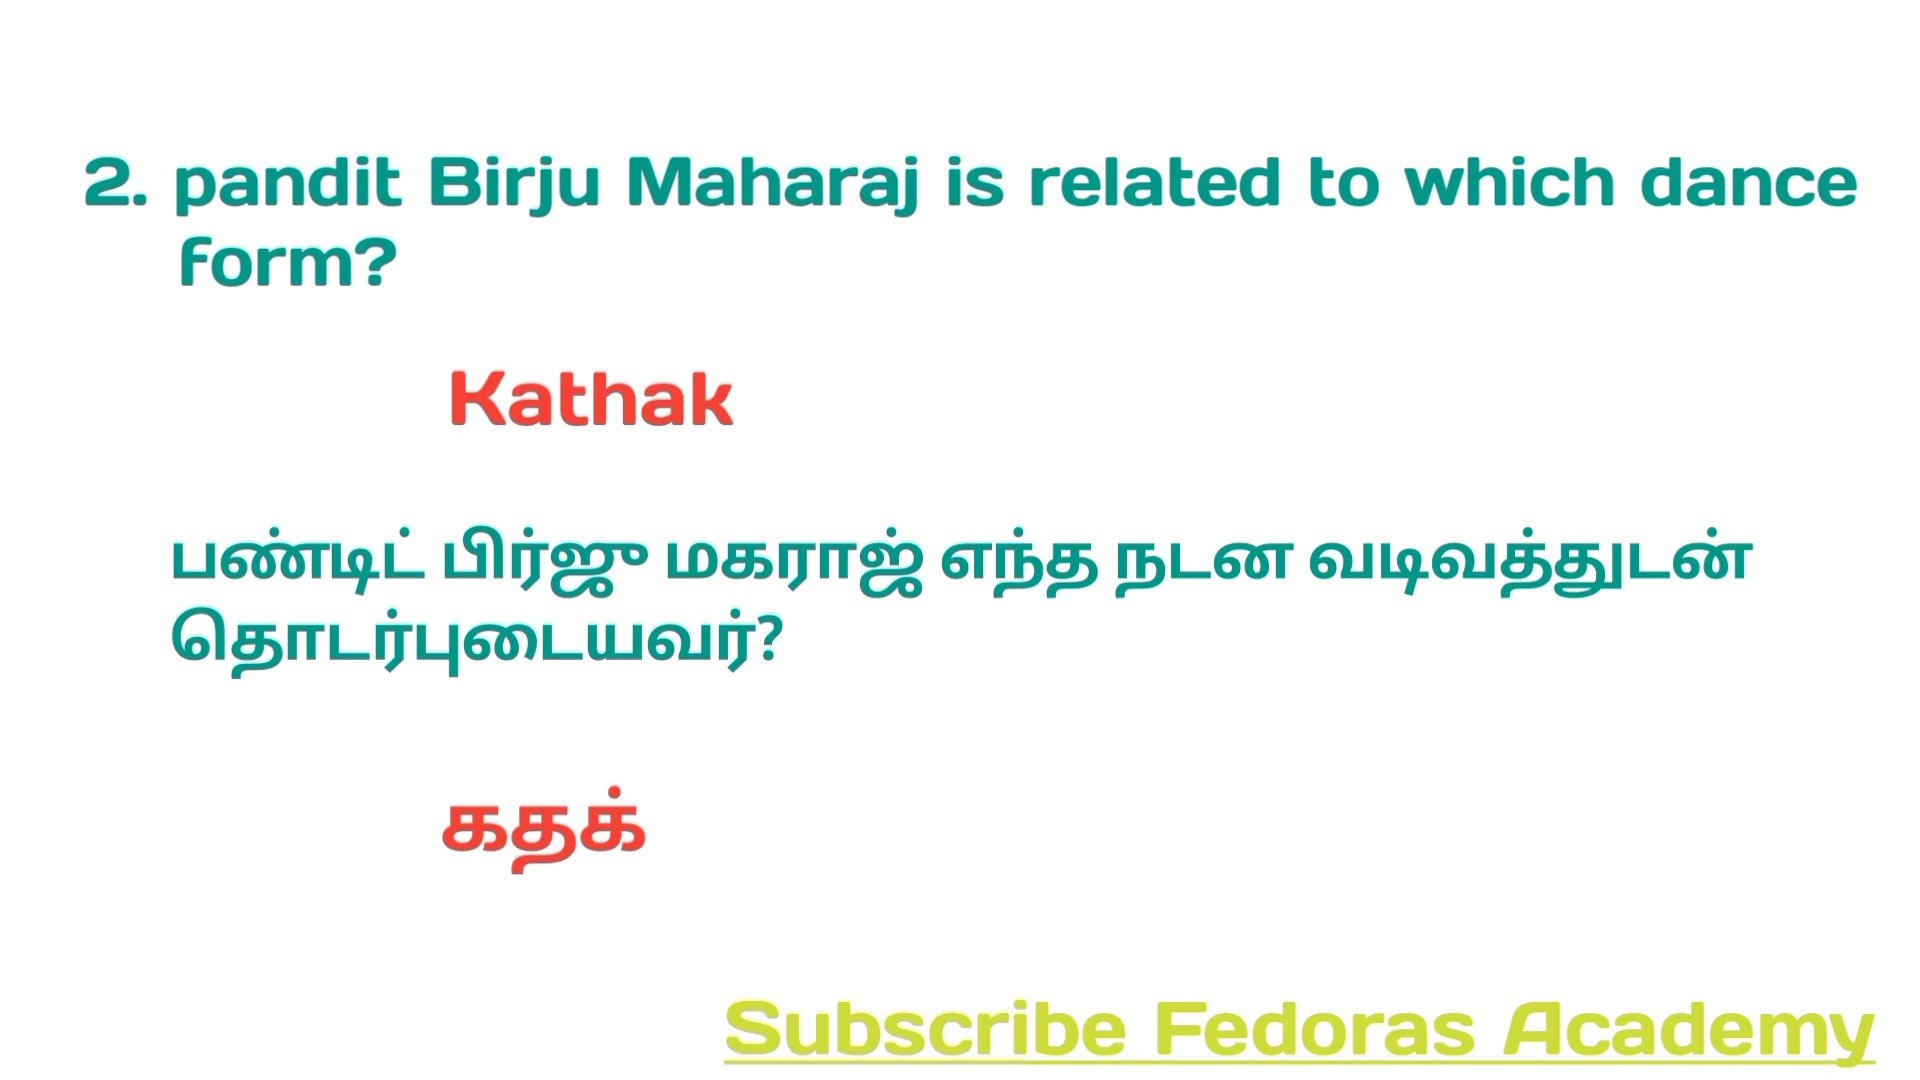 2. pandit Birju Maharaj is related to which dance
form?
Kathak
பண்டிட் பிர்ஜு மகராஜ் எந்த நடன வடிவத்துடன்
தொடர்புடையவர்?
கதக்
Subscribe Fedoras Academy